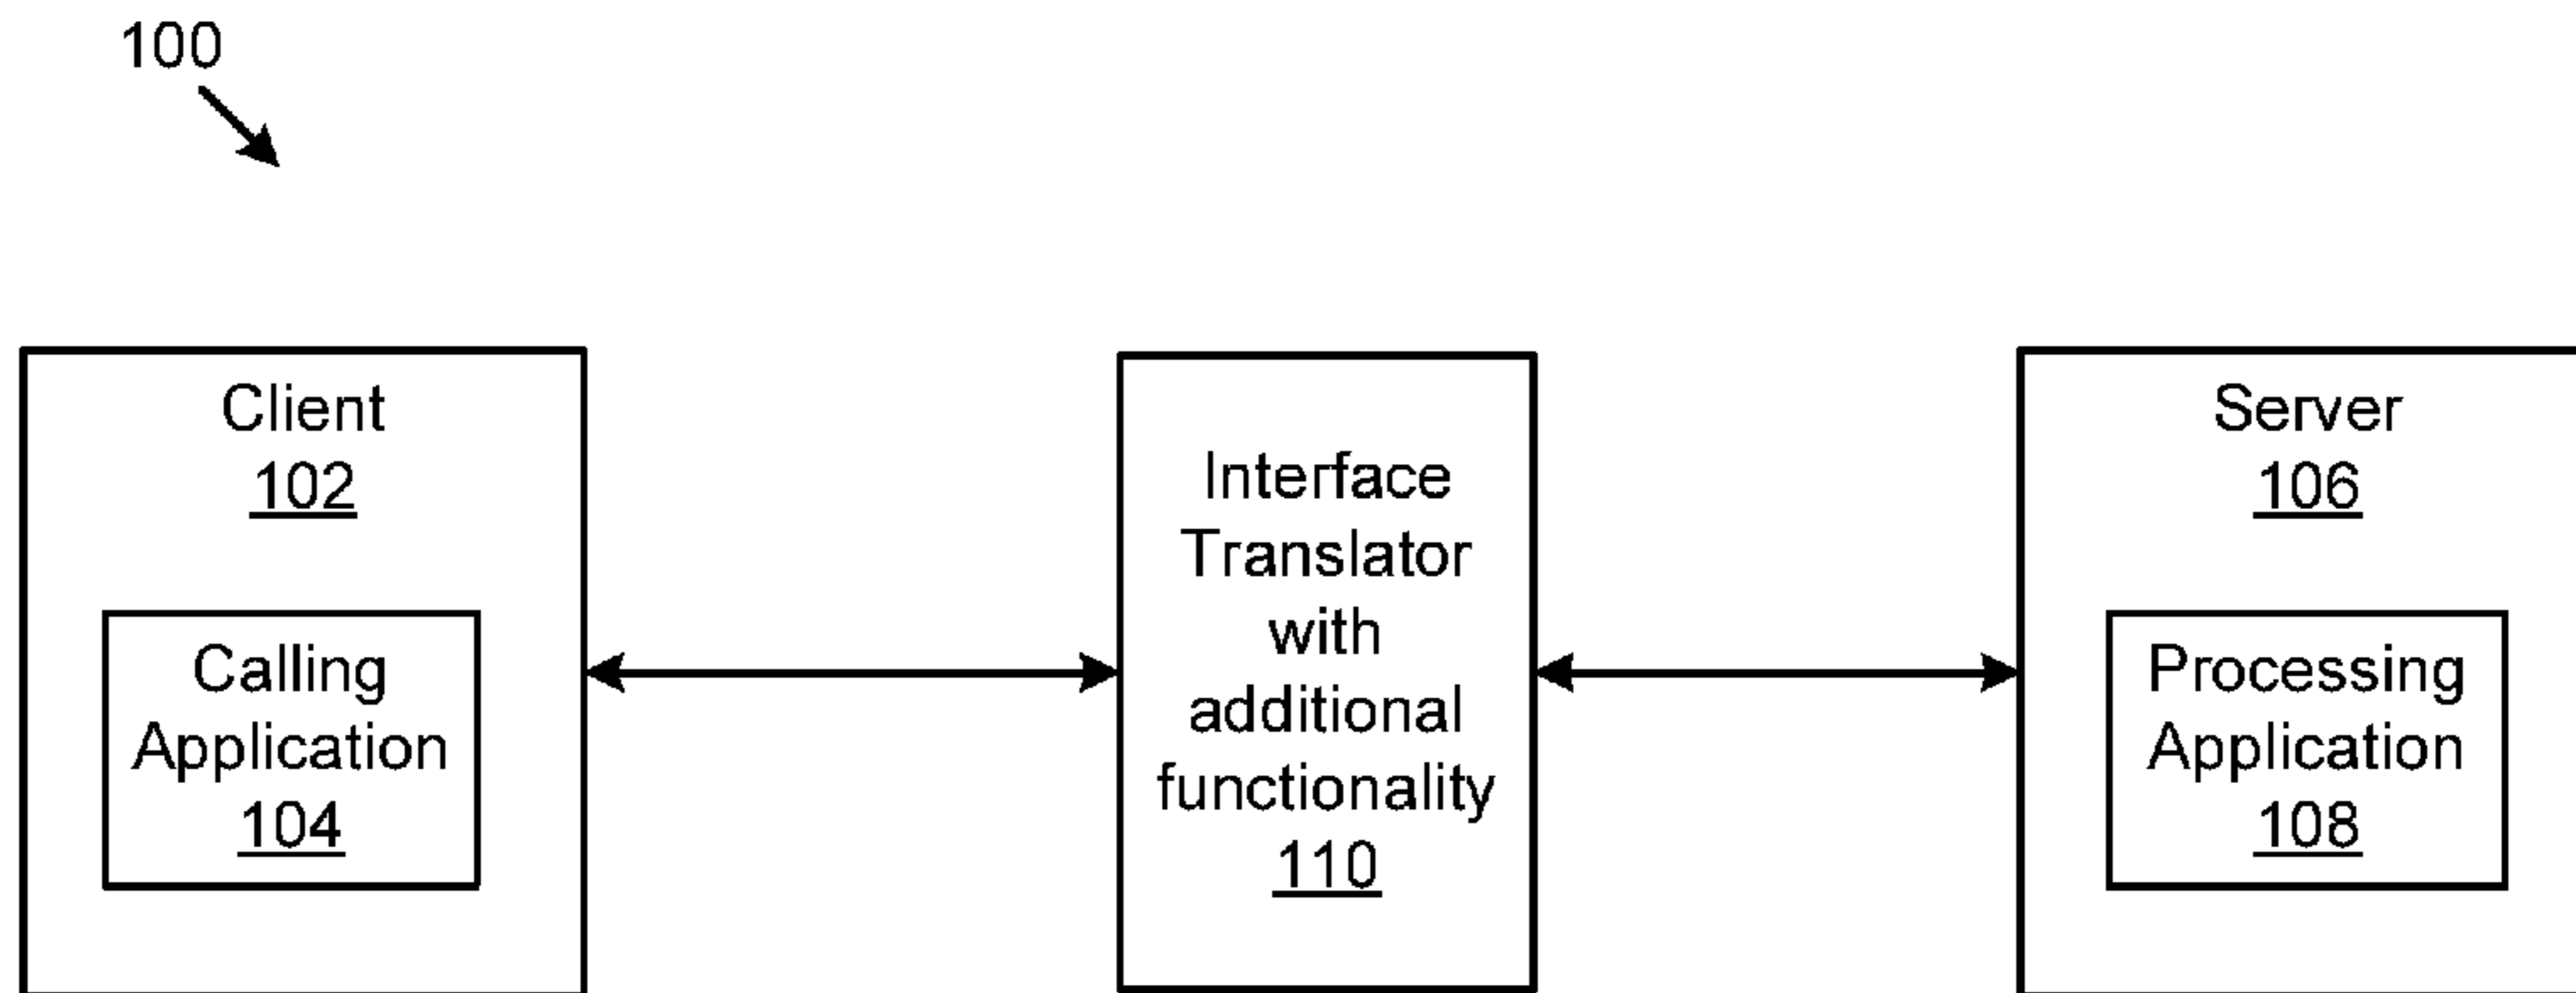 100
Client
102
Calling
Application
104
Interface
Translator
with
additional
functionality
110
Server
106
Processing
Application
108